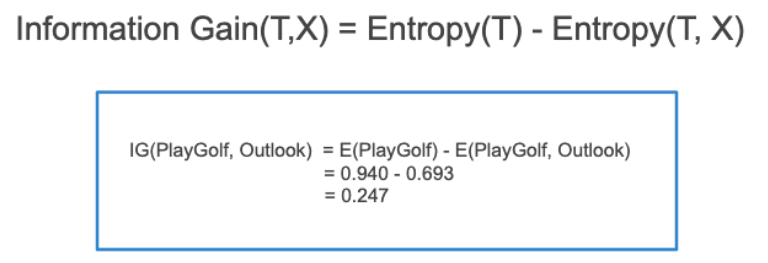 Information Gain(T,X) = Entropy(T) - Entropy(T, X)
IG(PlayGolf, Outlook) = E(PlayGolf) - E(PlayGolf, Outlook)
= 0.940 - 0.693
= 0.247